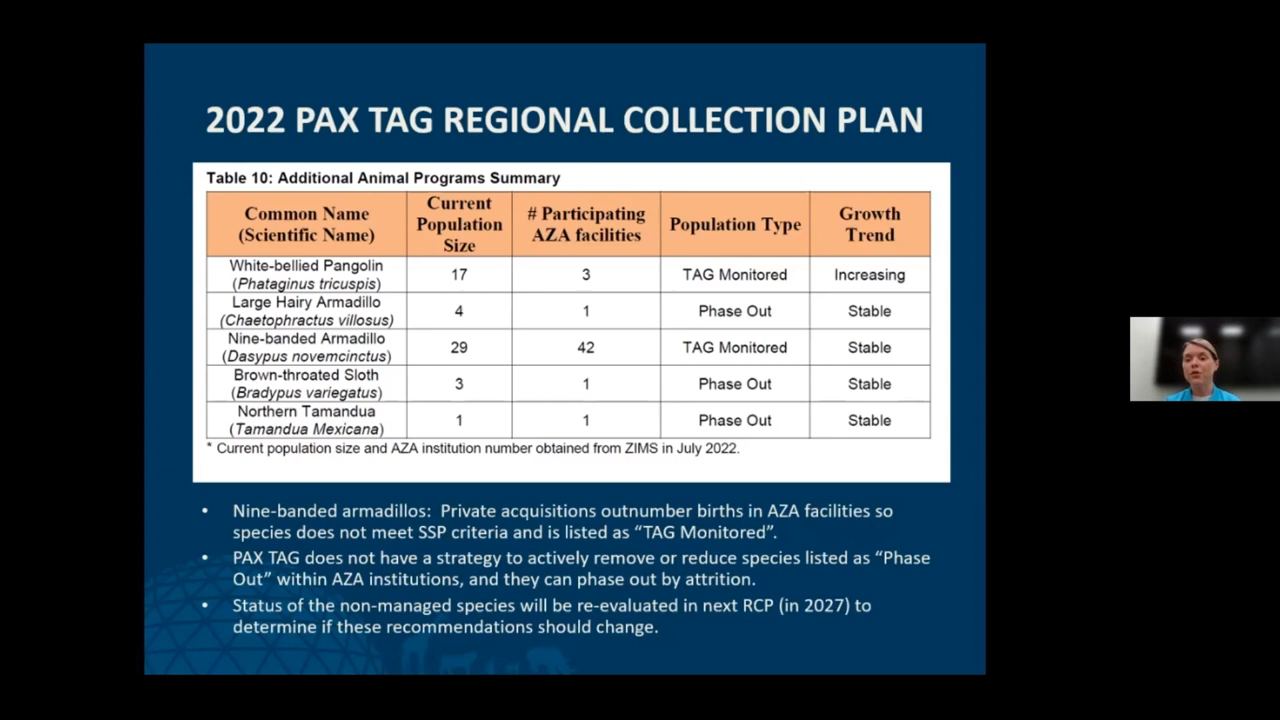 2022 PAX TAG REGIONAL COLLECTION PLAN
Table 10: Additional Animal Programs Summary
Common Name
(Scientific Name)
Current
Population
Size
# Participating
AZA facilities
Population Type
Growth
Trend
White-bellied Pangolin
(Phataginus tricuspis)
17
3
TAG Monitored
Increasing
Large Hairy Armadillo
(Chaetophractus villosus)
4
1
Phase Out
Stable
Nine-banded Armadillo
(Dasypus novemcinctus)
29
42
TAG Monitored
Stable
Brown-throated Sloth
(Bradypus variegatus)
3
1
Phase Out
Stable
Northern Tamandua
(Tamandua Mexicana)
1
1
Phase Out
Stable
* Current population size and AZA institution number obtained from ZIMS in July 2022.
• Nine-banded armadillos: Private acquisitions outnumber births in AZA facilities so
species does not meet SSP criteria and is listed as “TAG Monitored”.
• PAX TAG does not have a strategy to actively remove or reduce species listed as “Phase
Out” within AZA institutions, and they can phase out by attrition.
• Status of the non-managed species will be re-evaluated in next RCP (in 2027) to
determine if these recommendations should change.